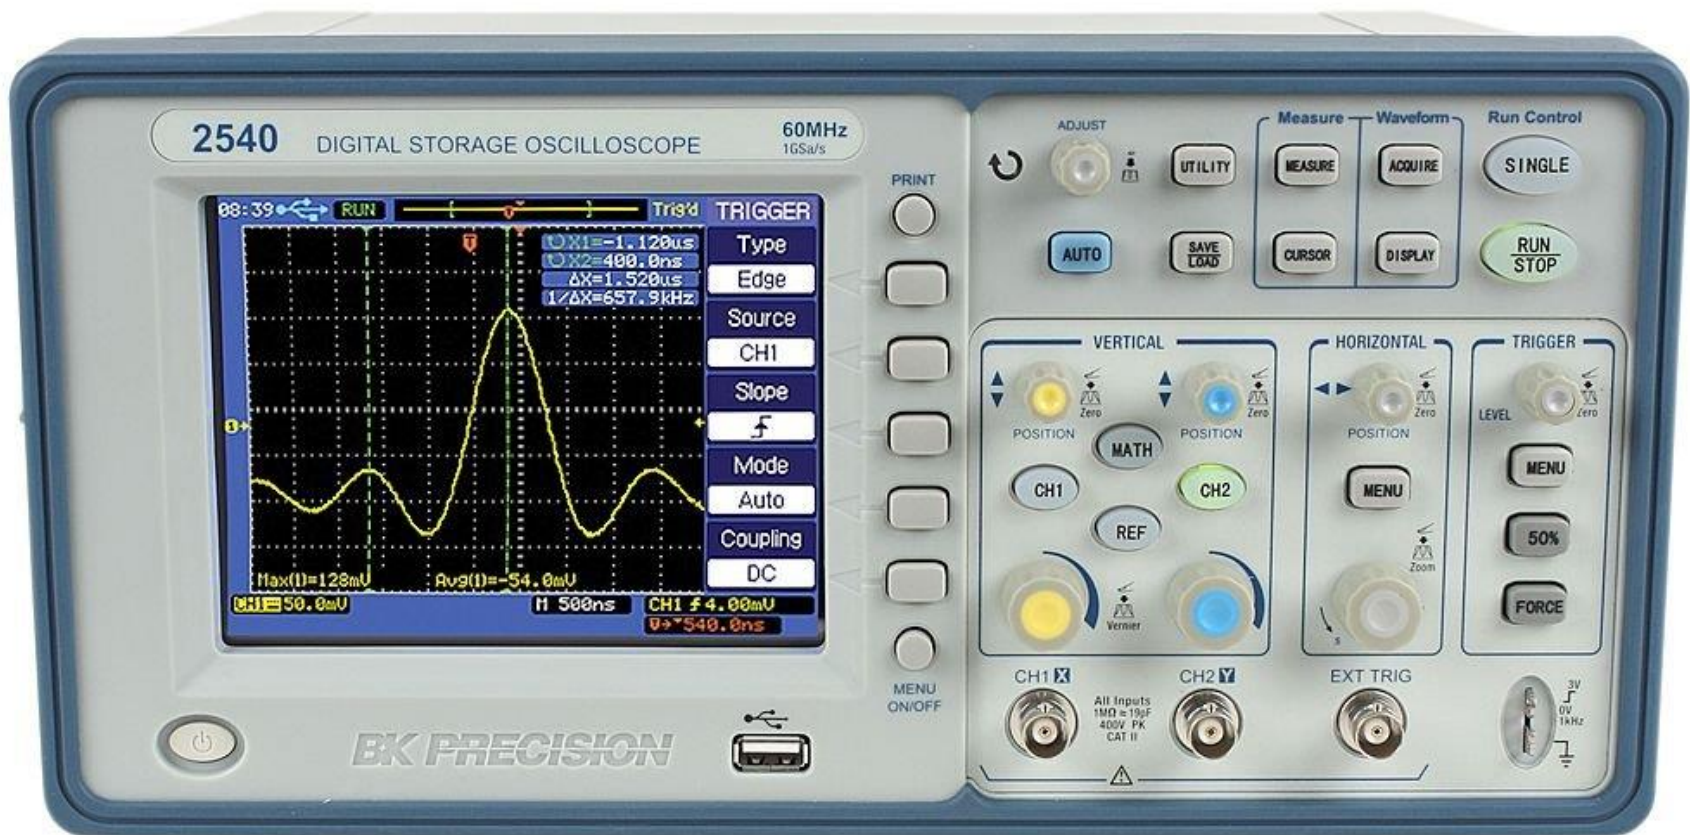 2540 DIGITAL STORAGE OSCILLOSCOPE 60MHz
1GSa/s
08:39 RUN T Trig'd TRIGGER
T
X1=-1.120us
X2=400.0ns
ΔX=1.520us
1/ΔX=657.9kHz
Type
Edge
Source
CH1
Slope
Mode
Auto
Coupling
DC
1
Max(1)=128mV Avg(1)=-54.0mV
CH1 50.0mV M 500ns CH1 4.00mV
540.0ns
PRINT
MENU
ON/OFF
BK PRECISION
ADJUST
UTILITY
Measure
MEASURE
Waveform
ACQUIRE
Run Control
SINGLE
AUTO
SAVE
LOAD
CURSOR
DISPLAY
RUN
STOP
VERTICAL
Zero
POSITION
Zero
POSITION
MATH
CH1
CH2
REF
Vernier
HORIZONTAL
Zero
POSITION
MENU
Zoom
s
TRIGGER
LEVEL
Zero
MENU
50%
FORCE
CH1 X
All Inputs
1MΩ ≈ 19pF
400V PK
CAT II
CH2 Y
EXT TRIG
3V
0V
1kHz